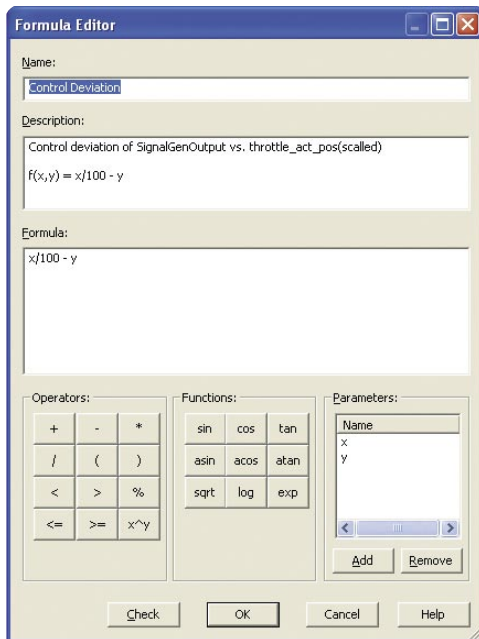 Formula Editor
Name:
Control Deviation
Description:
Control deviation of SignalGenOutput vs. throttle_act_pos(scalled)
f(x,y) = x/100 - y
Formula:
x/100 - y
Operators: Functions: Parameters:
+ - * sin cos tan Name
x
/ ( ) asin acos atan y
< > % sqrt log exp
<= >= x^y
Add Remove
Check OK Cancel Help